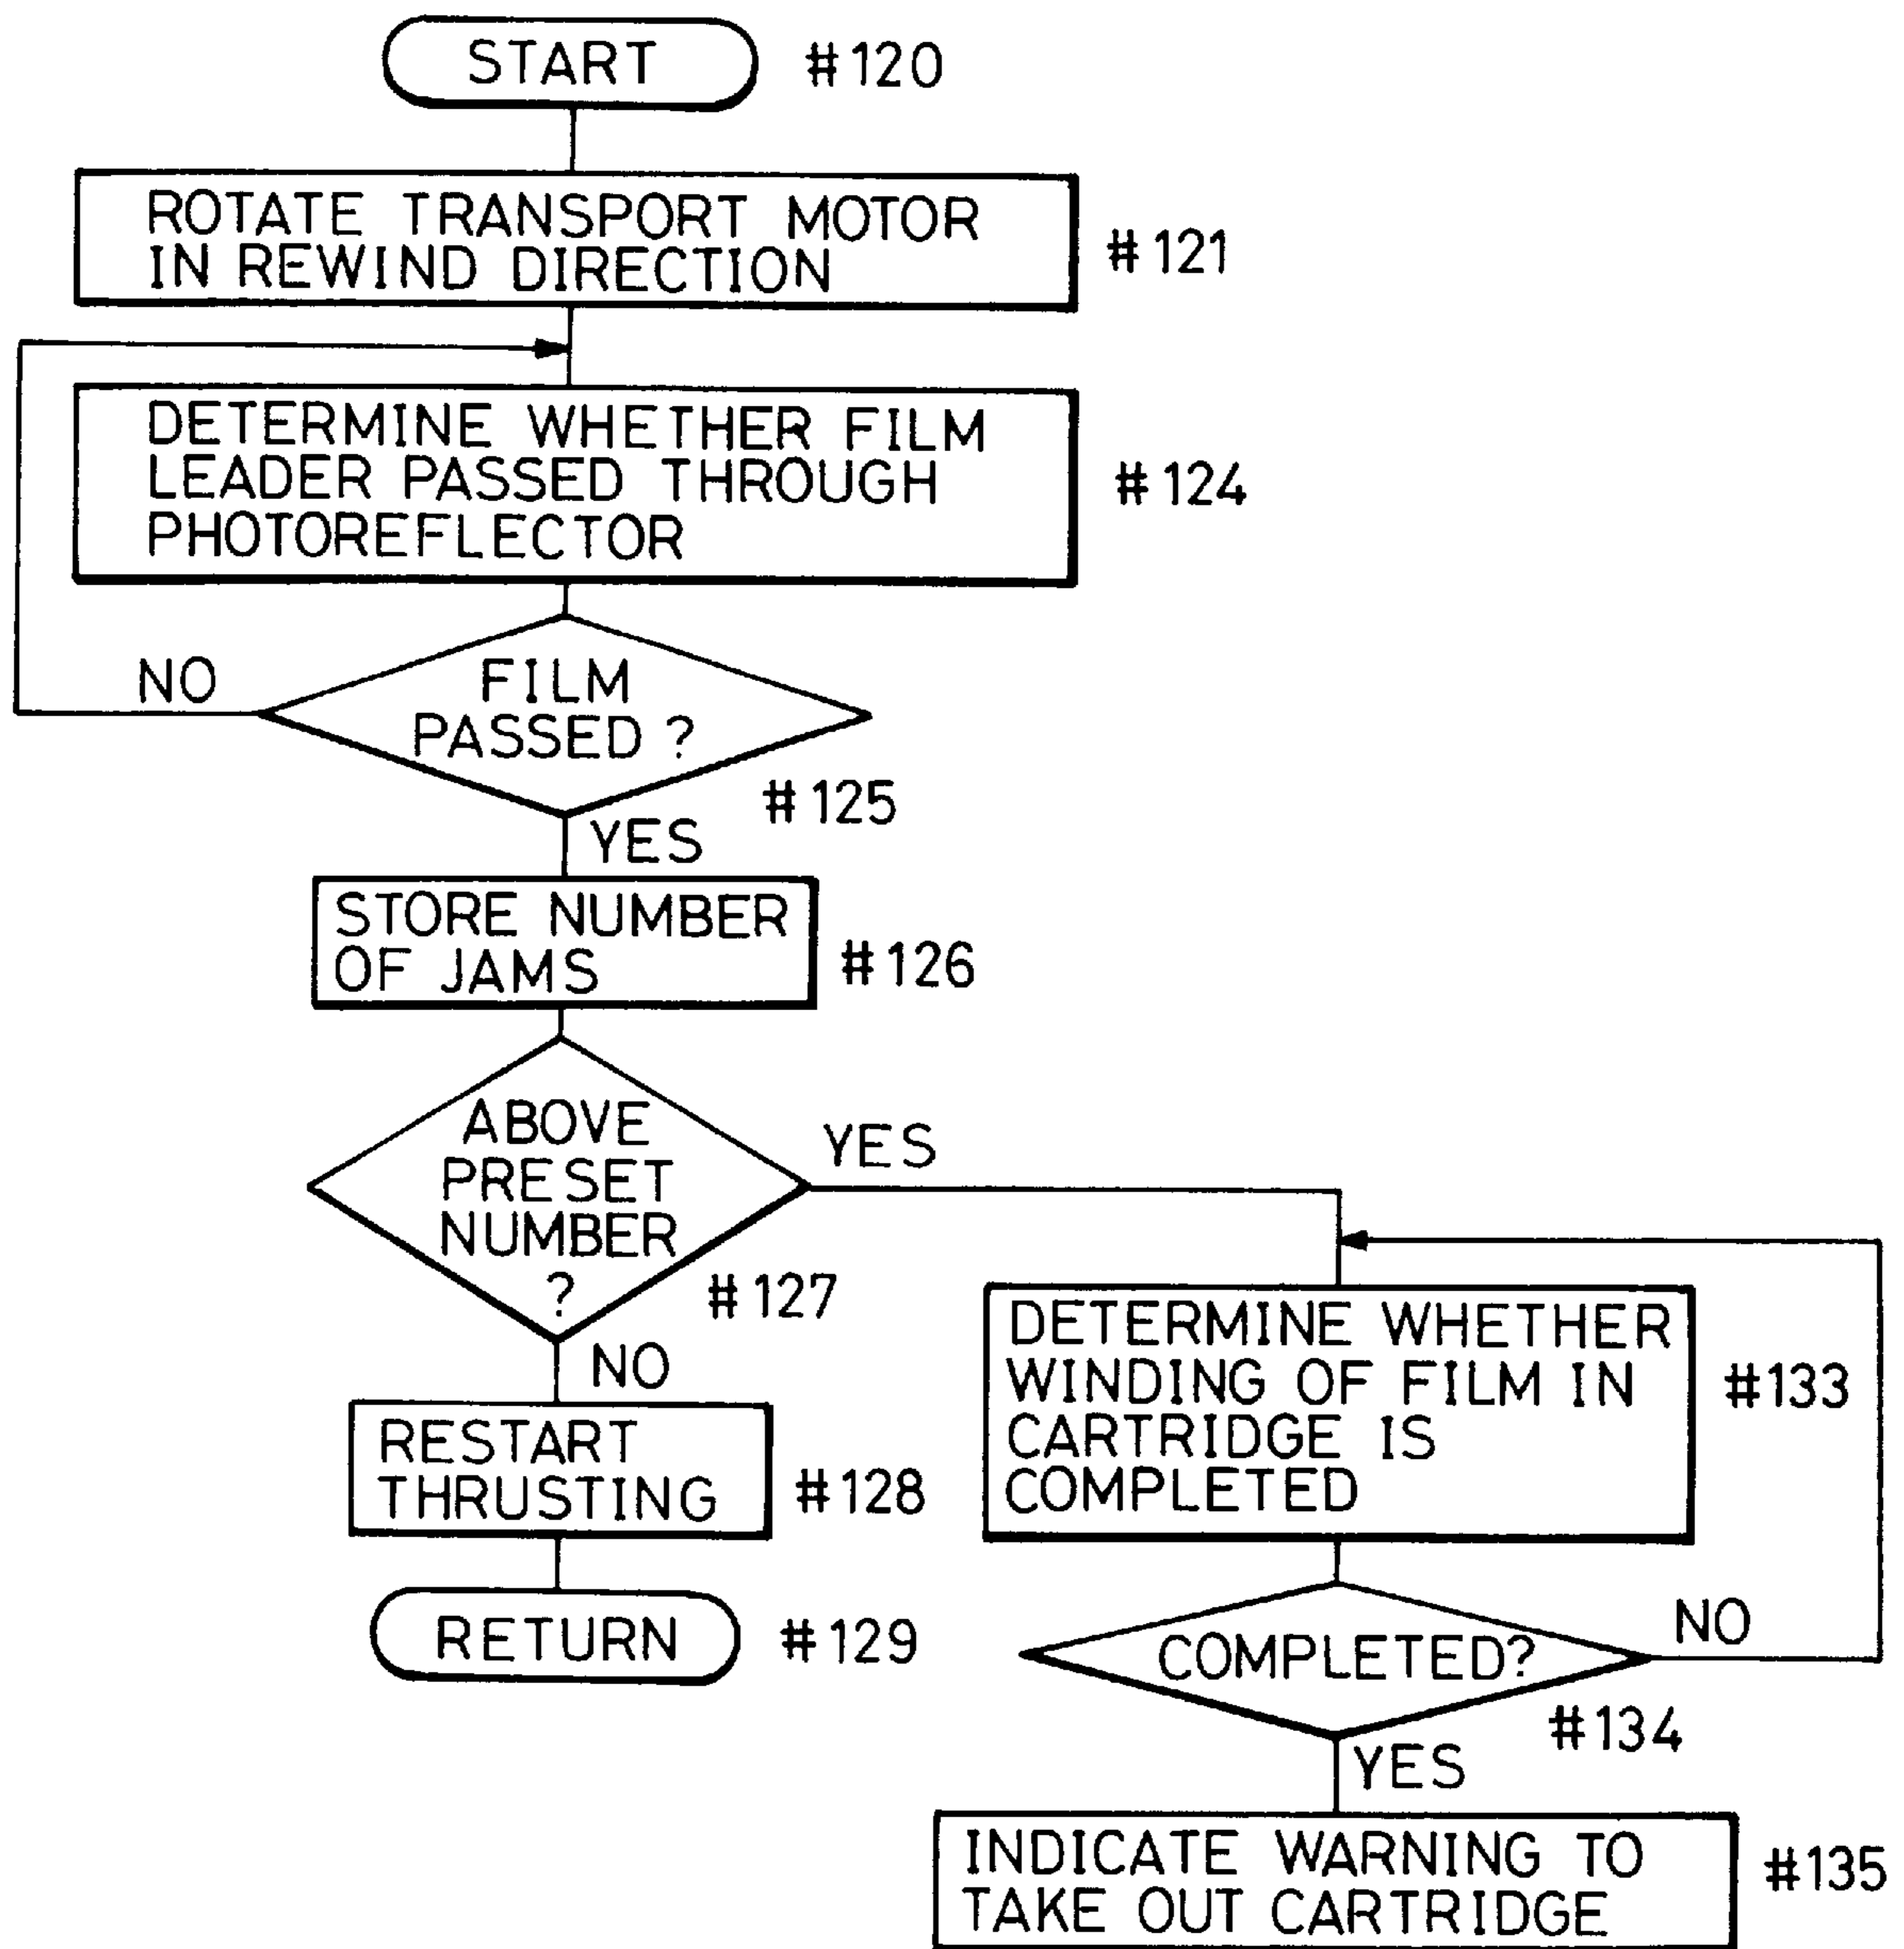 START
#120
ROTATE TRANSPORT MOTOR
IN REWIND DIRECTION
#121
DETERMINE WHETHER FILM
LEADER PASSED THROUGH
PHOTOREFLECTOR
#124
NO
FILM
PASSED ?
#125
YES
STORE NUMBER
OF JAMS
#126
ABOVE
PRESET
NUMBER
?
#127
YES
NO
RESTART
THRUSTING
#128
RETURN
#129
DETERMINE WHETHER
WINDING OF FILM IN
CARTRIDGE IS
COMPLETED
#133
COMPLETED?
NO
#134
YES
INDICATE WARNING TO
TAKE OUT CARTRIDGE
#135